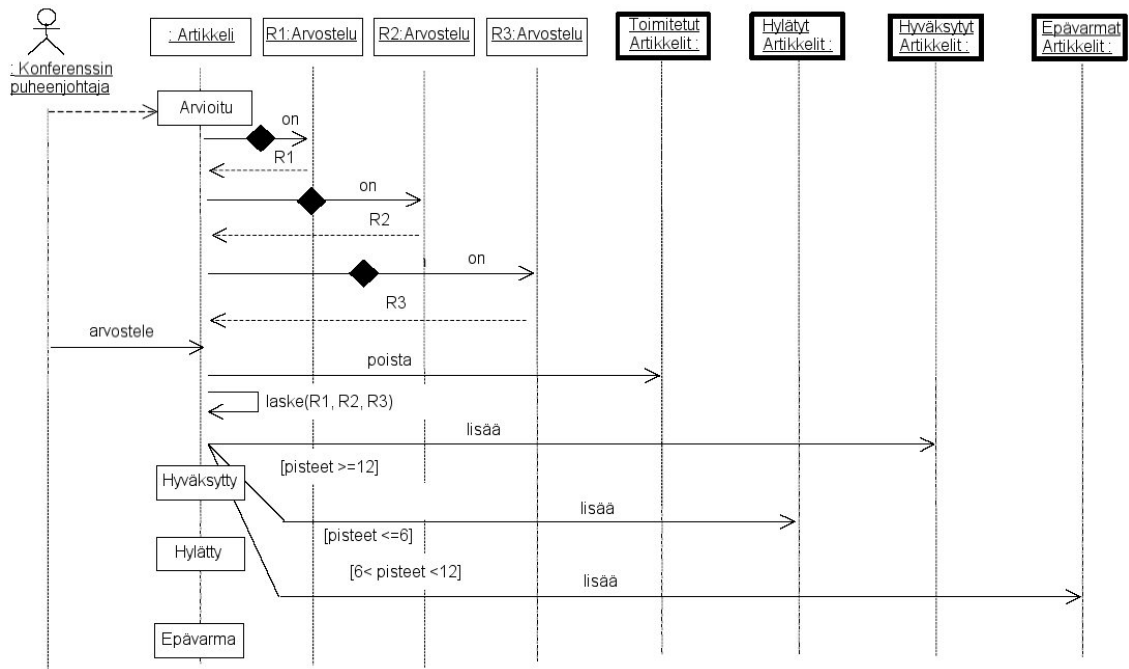 : Konferenssin
puheenjohtaja
: Artikkeli
R1:Arvostelu
R2:Arvostelu
R3:Arvostelu
Toimitetut
Artikkelit :
Hylätyt
Artikkelit :
Hyväksytyt
Artikkelit :
Epävarmat
Artikkelit :
Arvioitu
on
R1
on
R2
on
R3
arvostele
poista
laske(R1, R2, R3)
lisää
[pisteet >=12]
Hyväksytty
lisää
[pisteet <=6]
Hylätty
[6< pisteet <12]
lisää
Epävarma